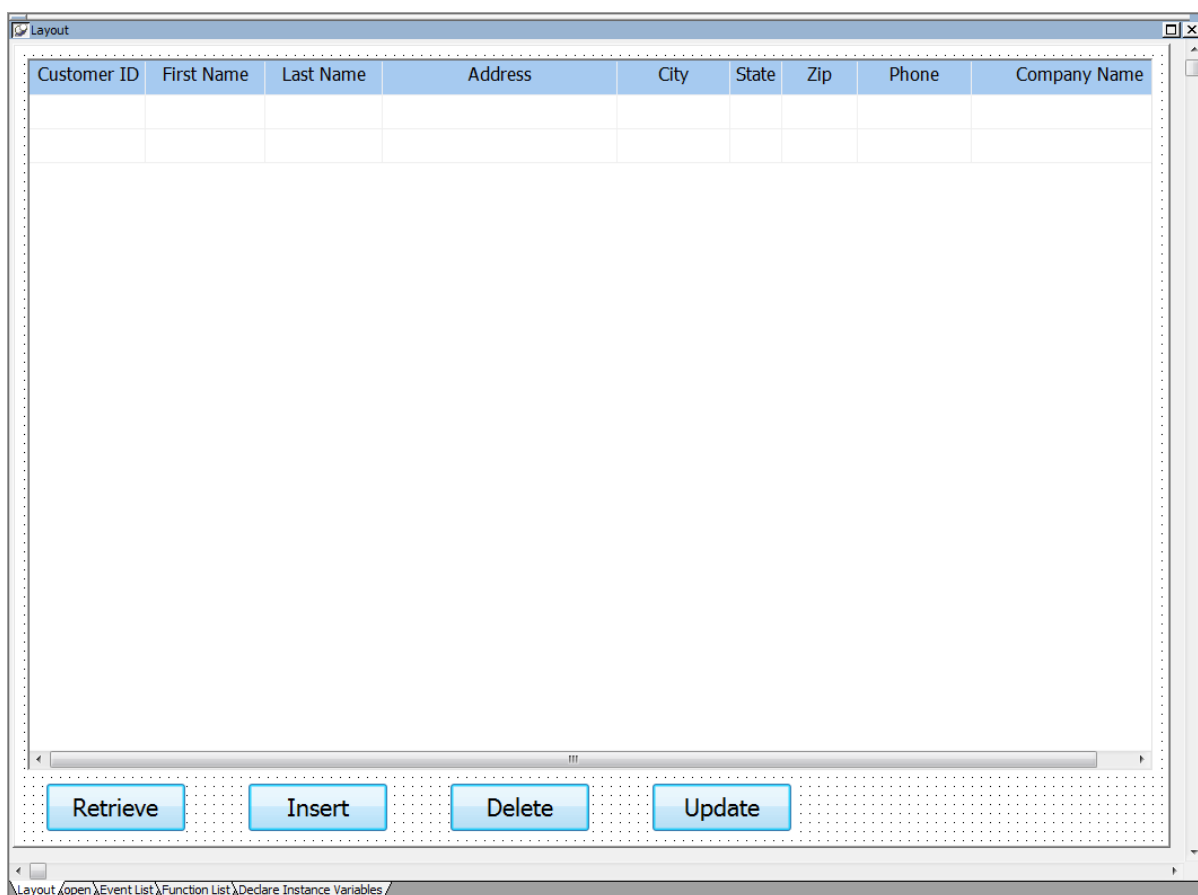 Layout
Customer ID First Name Last Name Address City State Zip Phone Company Name
Retrieve Insert Delete Update
Layout open Event List Function List Declare Instance Variables